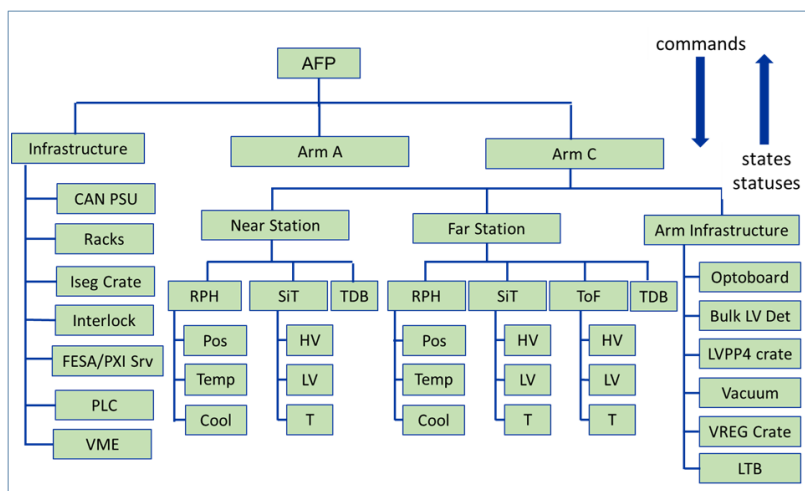 AFP
commands
states
statuses
Infrastructure
Arm A
Arm C
CAN PSU
Racks
Iseg Crate
Interlock
FESA/PXI Srv
PLC
VME
Near Station
Far Station
Arm Infrastructure
RPH
SiT
TDB
Pos
Temp
Cool
HV
LV
T
RPH
SiT
ToF
TDB
Pos
Temp
Cool
HV
LV
T
HV
LV
T
Optoboard
Bulk LV Det
LVPP4 crate
Vacuum
VREG Crate
LTB